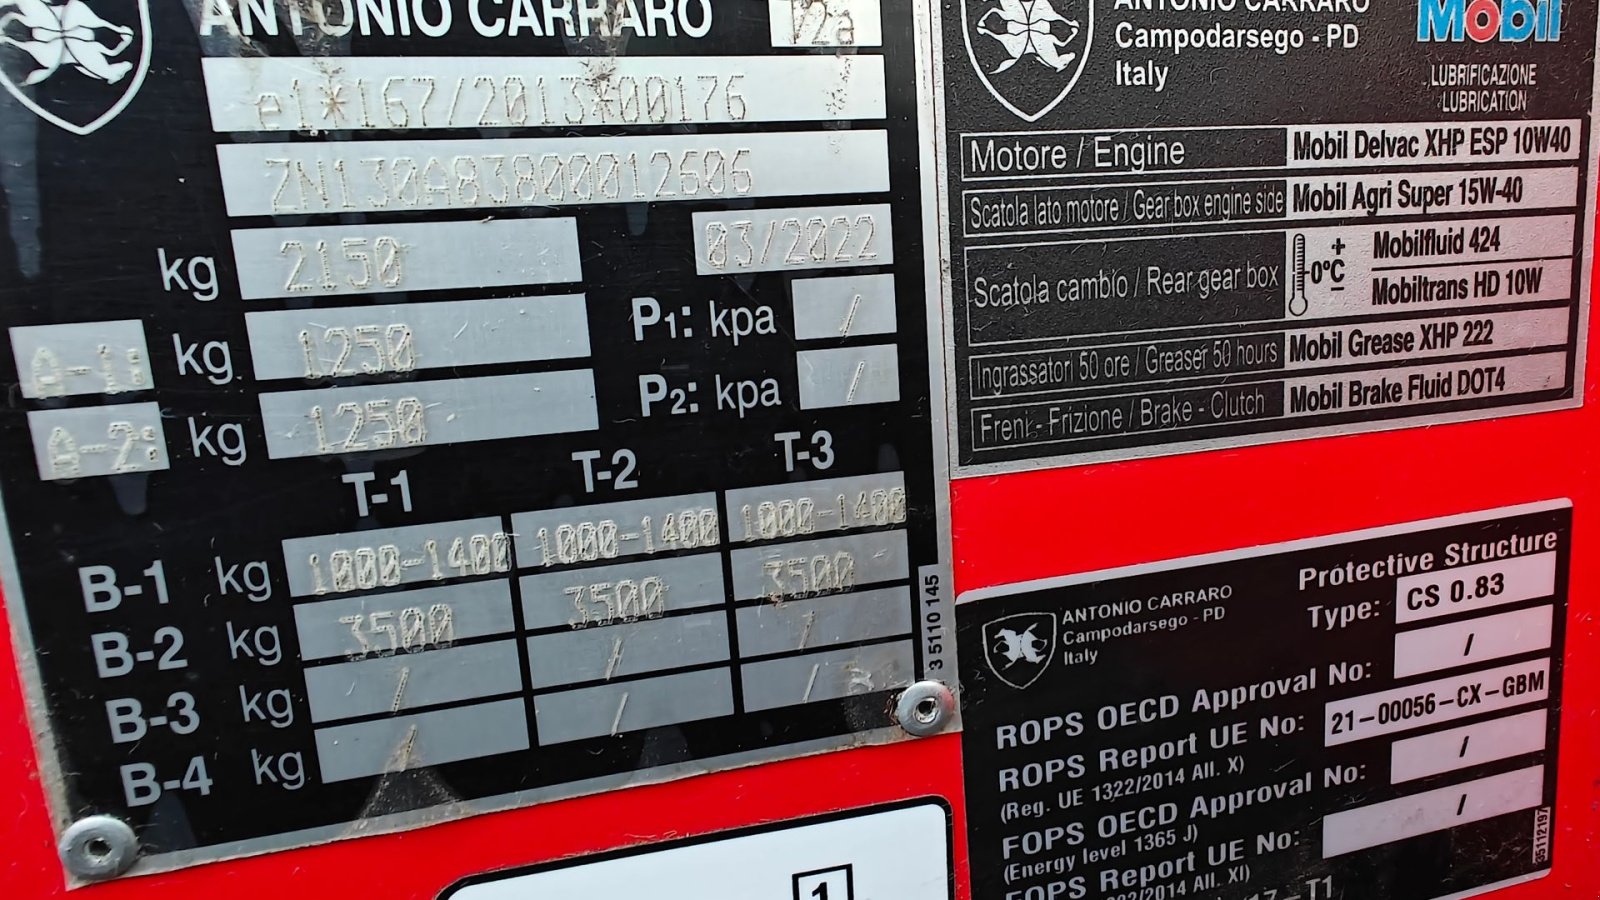 ANTONIO CARRARO T2a
e1*167/2013*00176
ZN130A83800012606
kg 2150 03/2022
A-1: kg 1250 P1: kpa /
A-2: kg 1250 P2: kpa /
T-1 T-2 T-3
B-1 kg 1000-1400 1000-1400 1000-1400
B-2 kg 3500 3500 3500
B-3 kg / / /
B-4 kg / / /
3 5110 145
ANTONIO CARRARO
Campodarsego - PD
Italy
Mobil
LUBRIFICAZIONE
LUBRICATION
Motore / Engine Mobil Delvac XHP ESP 10W40
Scatola lato motore / Gear box engine side Mobil Agri Super 15W-40
Scatola cambio / Rear gear box + 0°C - Mobilfluid 424
Mobiltrans HD 10W
Ingrassatori 50 ore / Greaser 50 hours Mobil Grease XHP 222
Freni - Frizione / Brake - Clutch Mobil Brake Fluid DOT4
ANTONIO CARRARO
Campodarsego - PD
Italy
Protective Structure
Type: CS 0.83
ROPS OECD Approval No: /
ROPS Report UE No: 21-00056-CX-GBM
(Reg. UE 1322/2014 All. X)
FOPS OECD Approval No: /
(Energy level 1365 J)
FOPS Report UE No: /
/2014 All. XI)
35112197
T1
1